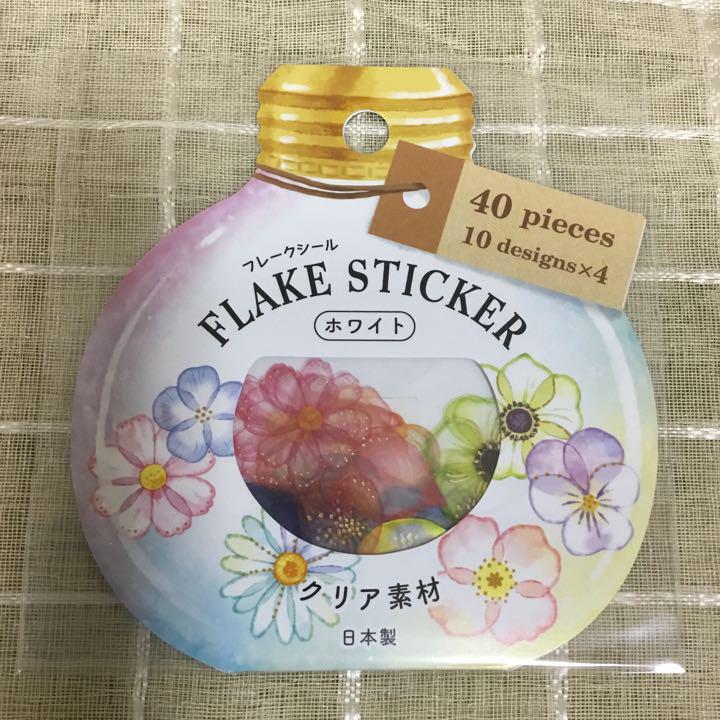 40 pieces
10 designs×4
フレークシール
FLAKE STICKER
ホワイト
クリア素材
日本製